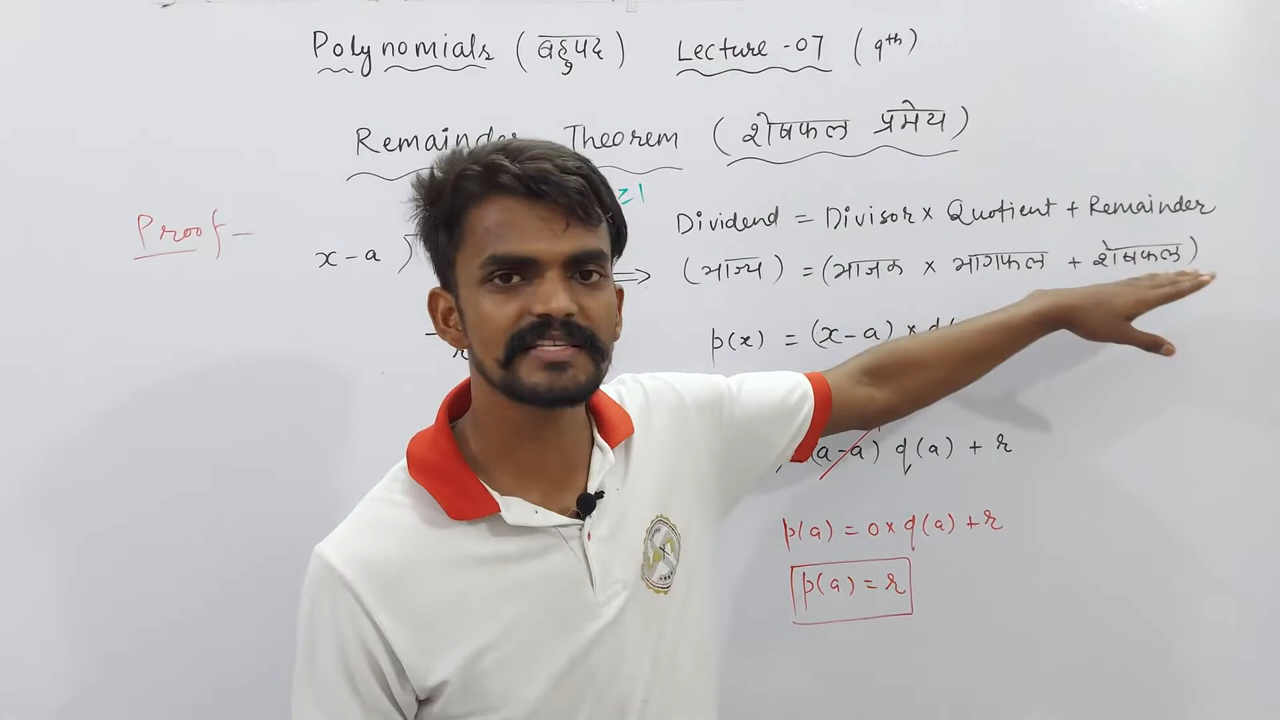 Polynomials (बहुपद) Lecture -07 (9th)
Remainder Theorem (शेषफल प्रमेय)
≥1
Proof - x-a ) Dividend = Divisor × Quotient + Remainder
⇒ (भाज्य) = (भाजक × भागफल + शेषफल)
p(x) = (x-a) ×
(a-a) q(a) + r
p(a) = 0 × q(a) + r
p(a) = r